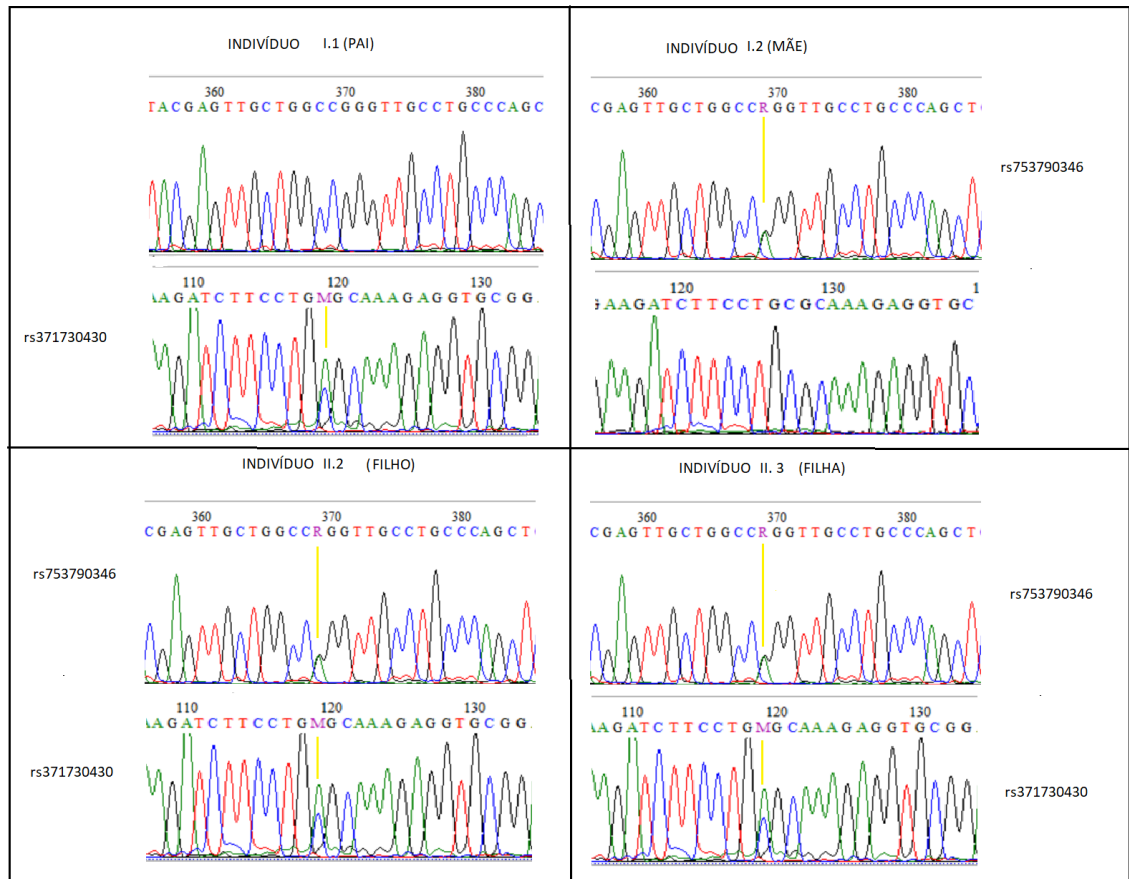 INDIVÍDUO I.1 (PAI)
360 370 380
TACGAGTTGCTGGCCGGGTTGCCTGCCCAGC
110 120 130
AAGATCTTCCTGMGCAAAGAGGTGCGG
rs371730430
INDIVÍDUO I.2 (MÃE)
360 370 380
CGAGTTGCTGGCCRGGTTGCCTGCCCAGCT
rs753790346
120 130 1
GAAGATCTTCCTGCGCAAAGAGGTGC
INDIVÍDUO II.2 (FILHO)
360 370 380
CGAGTTGCTGGCCRGGTTGCCTGCCCAGCT
rs753790346
110 120 130
AAGATCTTCCTGMGCAAAGAGGTGCGG
rs371730430
INDIVÍDUO II. 3 (FILHA)
360 370 380
CGAGTTGCTGGCCRGGTTGCCTGCCCAGCT
rs753790346
110 120 130
AAGATCTTCCTGMGCAAAGAGGTGCGG
rs371730430